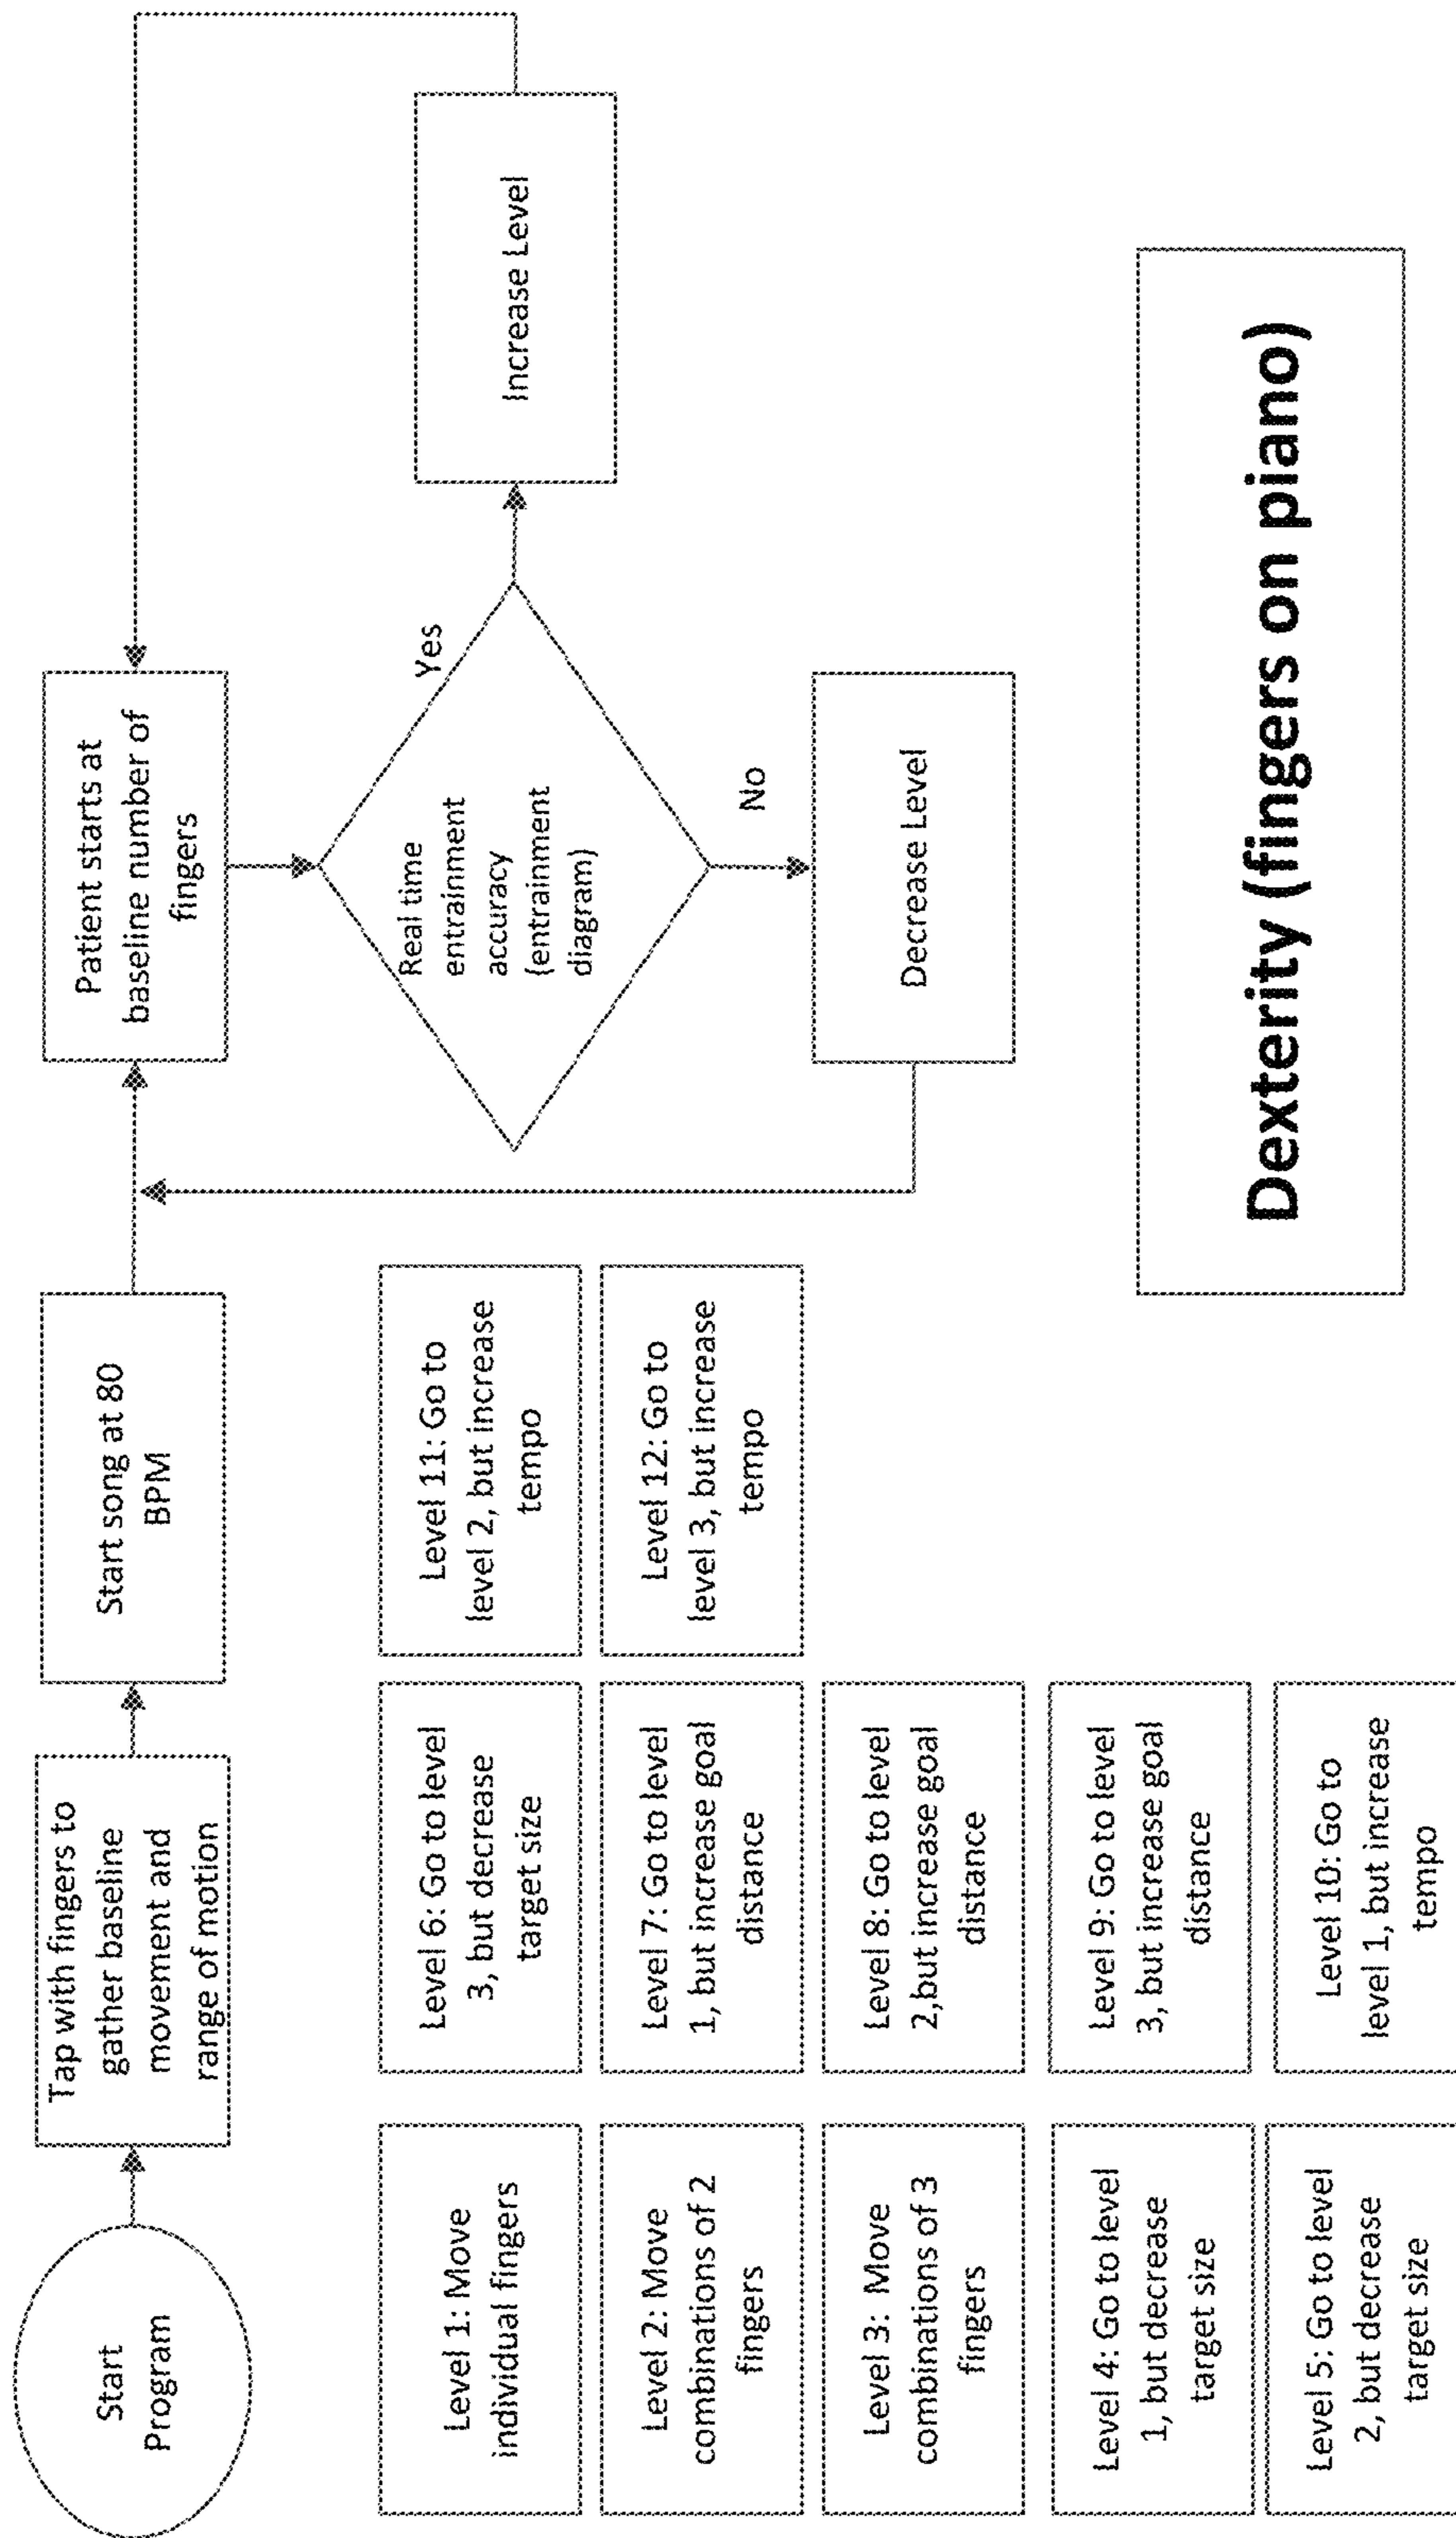 Start
Program
Tap with fingers to
gather baseline
movement and
range of motion
Start song at 80
BPM
Patient starts at
baseline number of
fingers
Real time
entrainment
accuracy
(entrainment
diagram)
Yes
Increase Level
No
Decrease Level
Level 1: Move
individual fingers
Level 2: Move
combinations of 2
fingers
Level 3: Move
combinations of 3
fingers
Level 4: Go to level
1, but decrease
target size
Level 5: Go to level
2, but decrease
target size
Level 6: Go to level
3, but decrease
target size
Level 7: Go to level
1, but increase goal
distance
Level 8: Go to level
2,but increase goal
distance
Level 9: Go to level
3, but increase goal
distance
Level 10: Go to
level 1, but increase
tempo
Level 11: Go to
level 2, but increase
tempo
Level 12: Go to
level 3, but increase
tempo
Dexterity (fingers on piano)